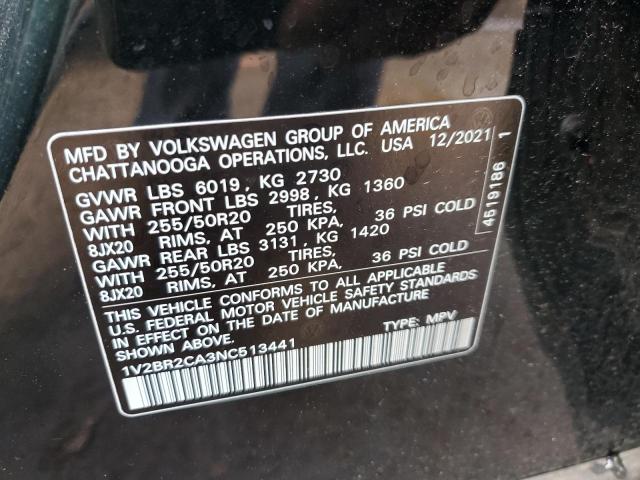 MFD BY VOLKSWAGEN GROUP OF AMERICA
CHATTANOOGA OPERATIONS, LLC. USA 12/2021
GVWR LBS 6019, KG 2730
GAWR FRONT LBS 2998, KG 1360
WITH 255/50R20 TIRES,
8JX20 RIMS, AT 250 KPA, 36 PSI COLD
GAWR REAR LBS 3131, KG 1420
WITH 255/50R20 TIRES,
8JX20 RIMS, AT 250 KPA, 36 PSI COLD
THIS VEHICLE CONFORMS TO ALL APPLICABLE
U.S. FEDERAL MOTOR VEHICLE SAFETY STANDARDS
IN EFFECT ON THE DATE OF MANUFACTURE
SHOWN ABOVE.
TYPE: MPV
1V2BR2CA3NC513441
4519186 1